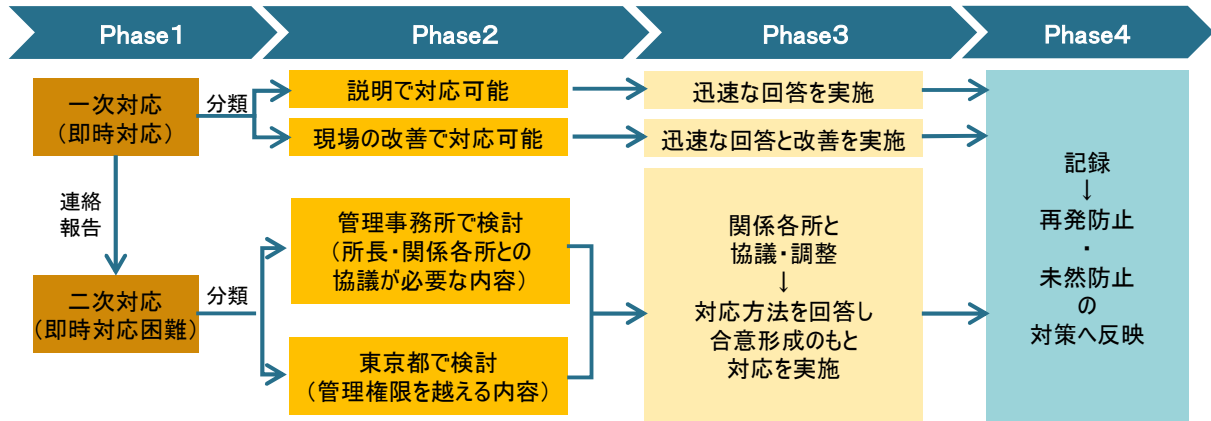 Phase1
Phase2
Phase3
Phase4
一次対応
(即時対応)
分類
説明で対応可能
迅速な回答を実施
現場の改善で対応可能
迅速な回答と改善を実施
連絡
報告
二次対応
(即時対応困難)
分類
管理事務所で検討
(所長・関係各所との
協議が必要な内容)
東京都で検討
(管理権限を越える内容)
関係各所と
協議・調整
↓
対応方法を回答し
合意形成のもと
対応を実施
記録
↓
再発防止
・
未然防止
の
対策へ反映